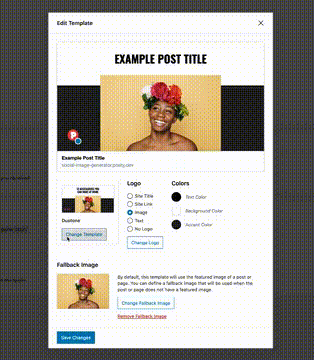 Edit Template
EXAMPLE POST TITLE
Example Post Title
social-image-generator.posty.dev
Duotone
Change Template
Logo
Site Title
Site Link
Image
Text
No Logo
Change Logo
Colors
Text Color
Background Color
Accent Color
Fallback Image
By default, this template will use the featured image of a post or
page. You can define a fallback image that will be used when the
post or page does not have a featured image.
Change Fallback Image
Remove Fallback Image
Save Changes